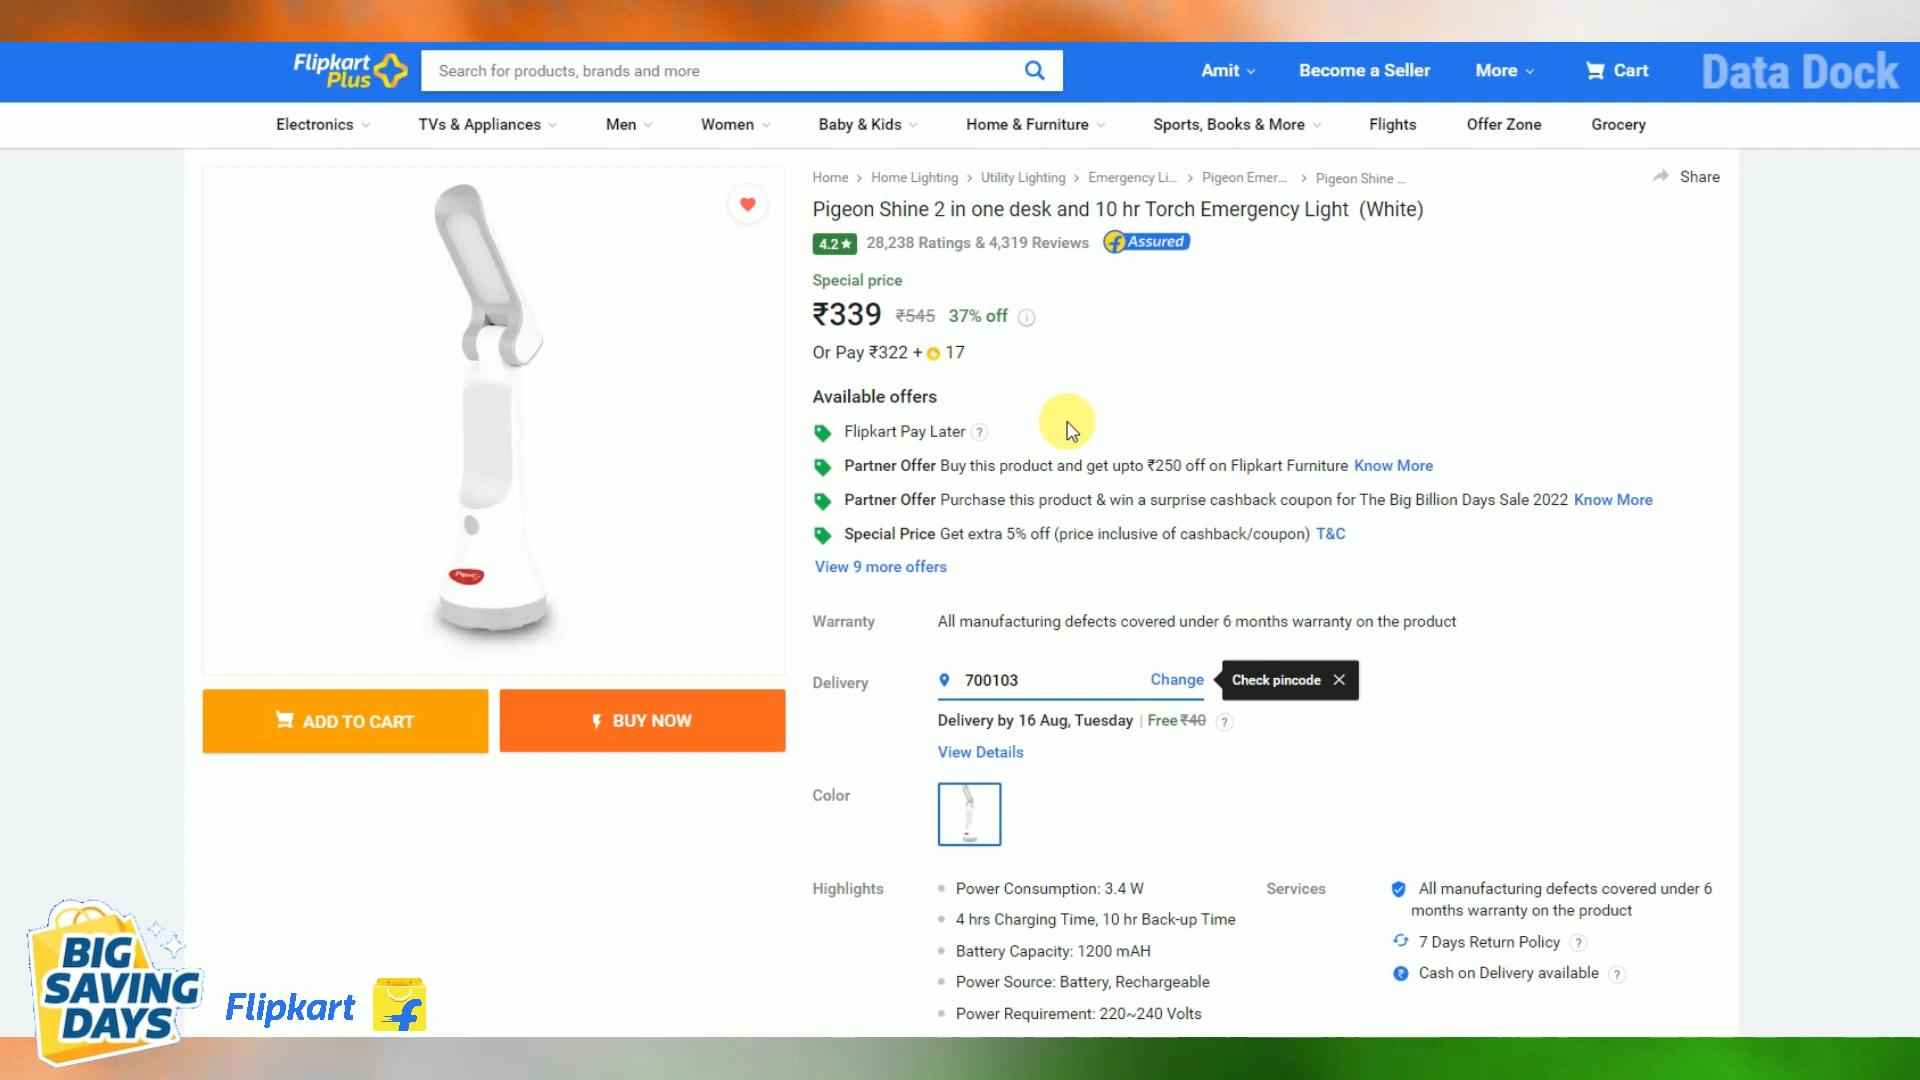 Flipkart
Plus
Search for products, brands and more
Amit
Become a Seller
More
Cart
Data Dock
Electronics
TVs & Appliances
Men
Women
Baby & Kids
Home & Furniture
Sports, Books & More
Flights
Offer Zone
Grocery
Home > Home Lighting > Utility Lighting > Emergency Li... > Pigeon Emer... > Pigeon Shine ...
Share
Pigeon Shine 2 in one desk and 10 hr Torch Emergency Light (White)
4.2★ 28,238 Ratings & 4,319 Reviews Assured
Special price
₹339 ₹545 37% off
Or Pay ₹322 + 17
Available offers
Flipkart Pay Later ?
Partner Offer Buy this product and get upto ₹250 off on Flipkart Furniture Know More
Partner Offer Purchase this product & win a surprise cashback coupon for The Big Billion Days Sale 2022 Know More
Special Price Get extra 5% off (price inclusive of cashback/coupon) T&C
View 9 more offers
Pigeon
ADD TO CART
BUY NOW
Warranty
All manufacturing defects covered under 6 months warranty on the product
Delivery
700103
Change
Check pincode
Delivery by 16 Aug, Tuesday | Free ₹40 ?
View Details
Color
Highlights
Power Consumption: 3.4 W
4 hrs Charging Time, 10 hr Back-up Time
Battery Capacity: 1200 mAH
Power Source: Battery, Rechargeable
Power Requirement: 220~240 Volts
Services
All manufacturing defects covered under 6
months warranty on the product
7 Days Return Policy ?
Cash on Delivery available ?
BIG
SAVING
DAYS
Flipkart